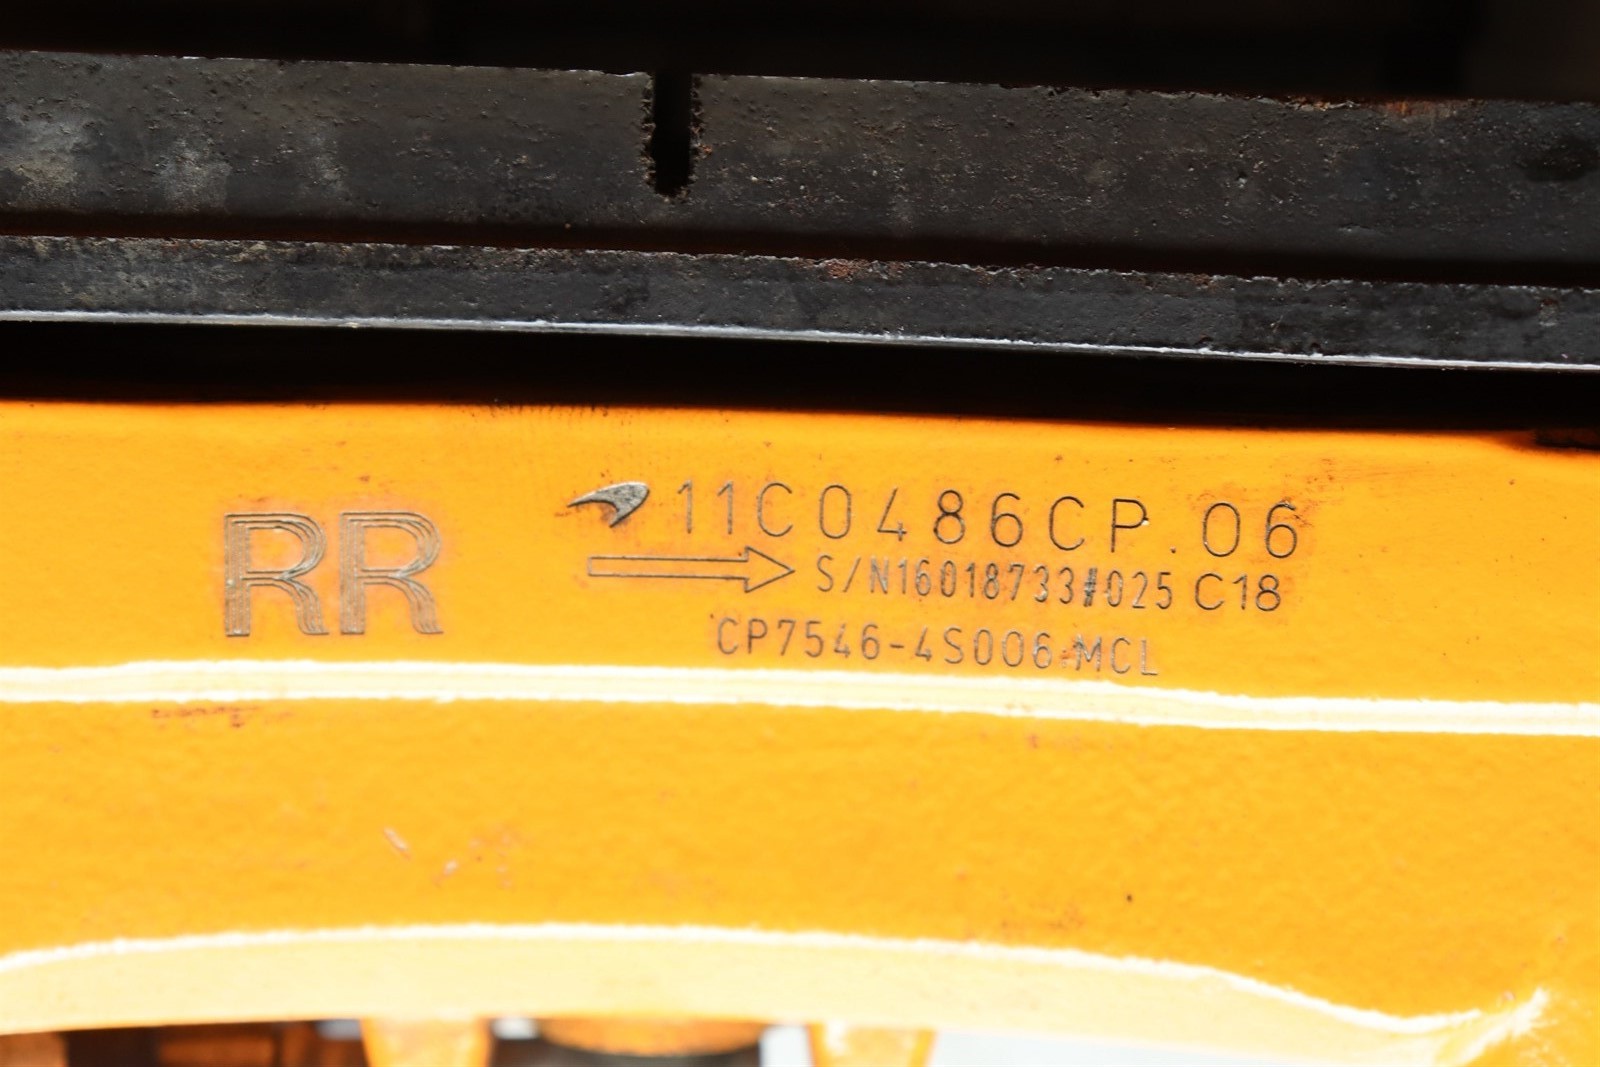 RR
11C0486CP.06
S/N16018733#025 C18
CP7546-4S006.MCL